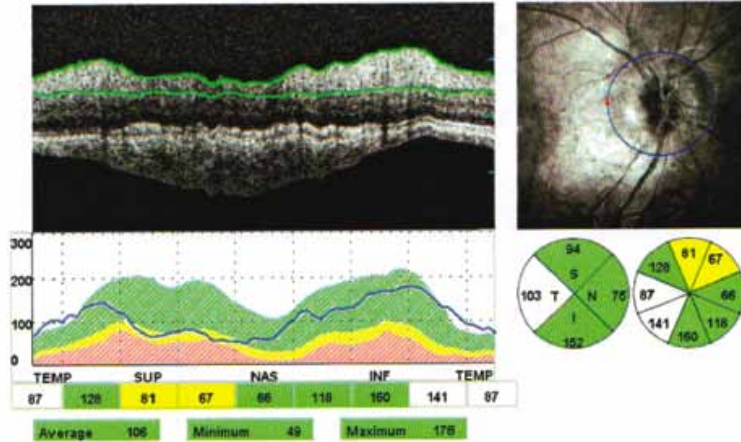 300
200
100
0
TEMP SUP NAS INF TEMP
87 128 81 67 66 118 160 141 87
Average 106 Minimum 49 Maximum 176
94
S
103 T N 76
I
152
81 67
128
87 66
141 118
160